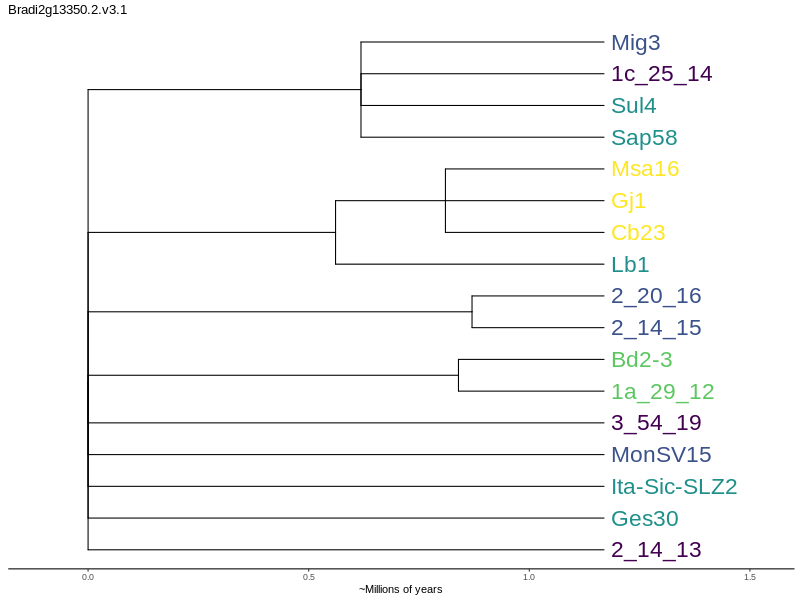 Bradi2g13350.2.v3.1
Mig3
1c_25_14
Sul4
Sap58
Msa16
Gj1
Cb23
Lb1
2_20_16
2_14_15
Bd2-3
1a_29_12
3_54_19
MonSV15
Ita-Sic-SLZ2
Ges30
2_14_13
0.0 0.5 1.0 1.5
~Millions of years